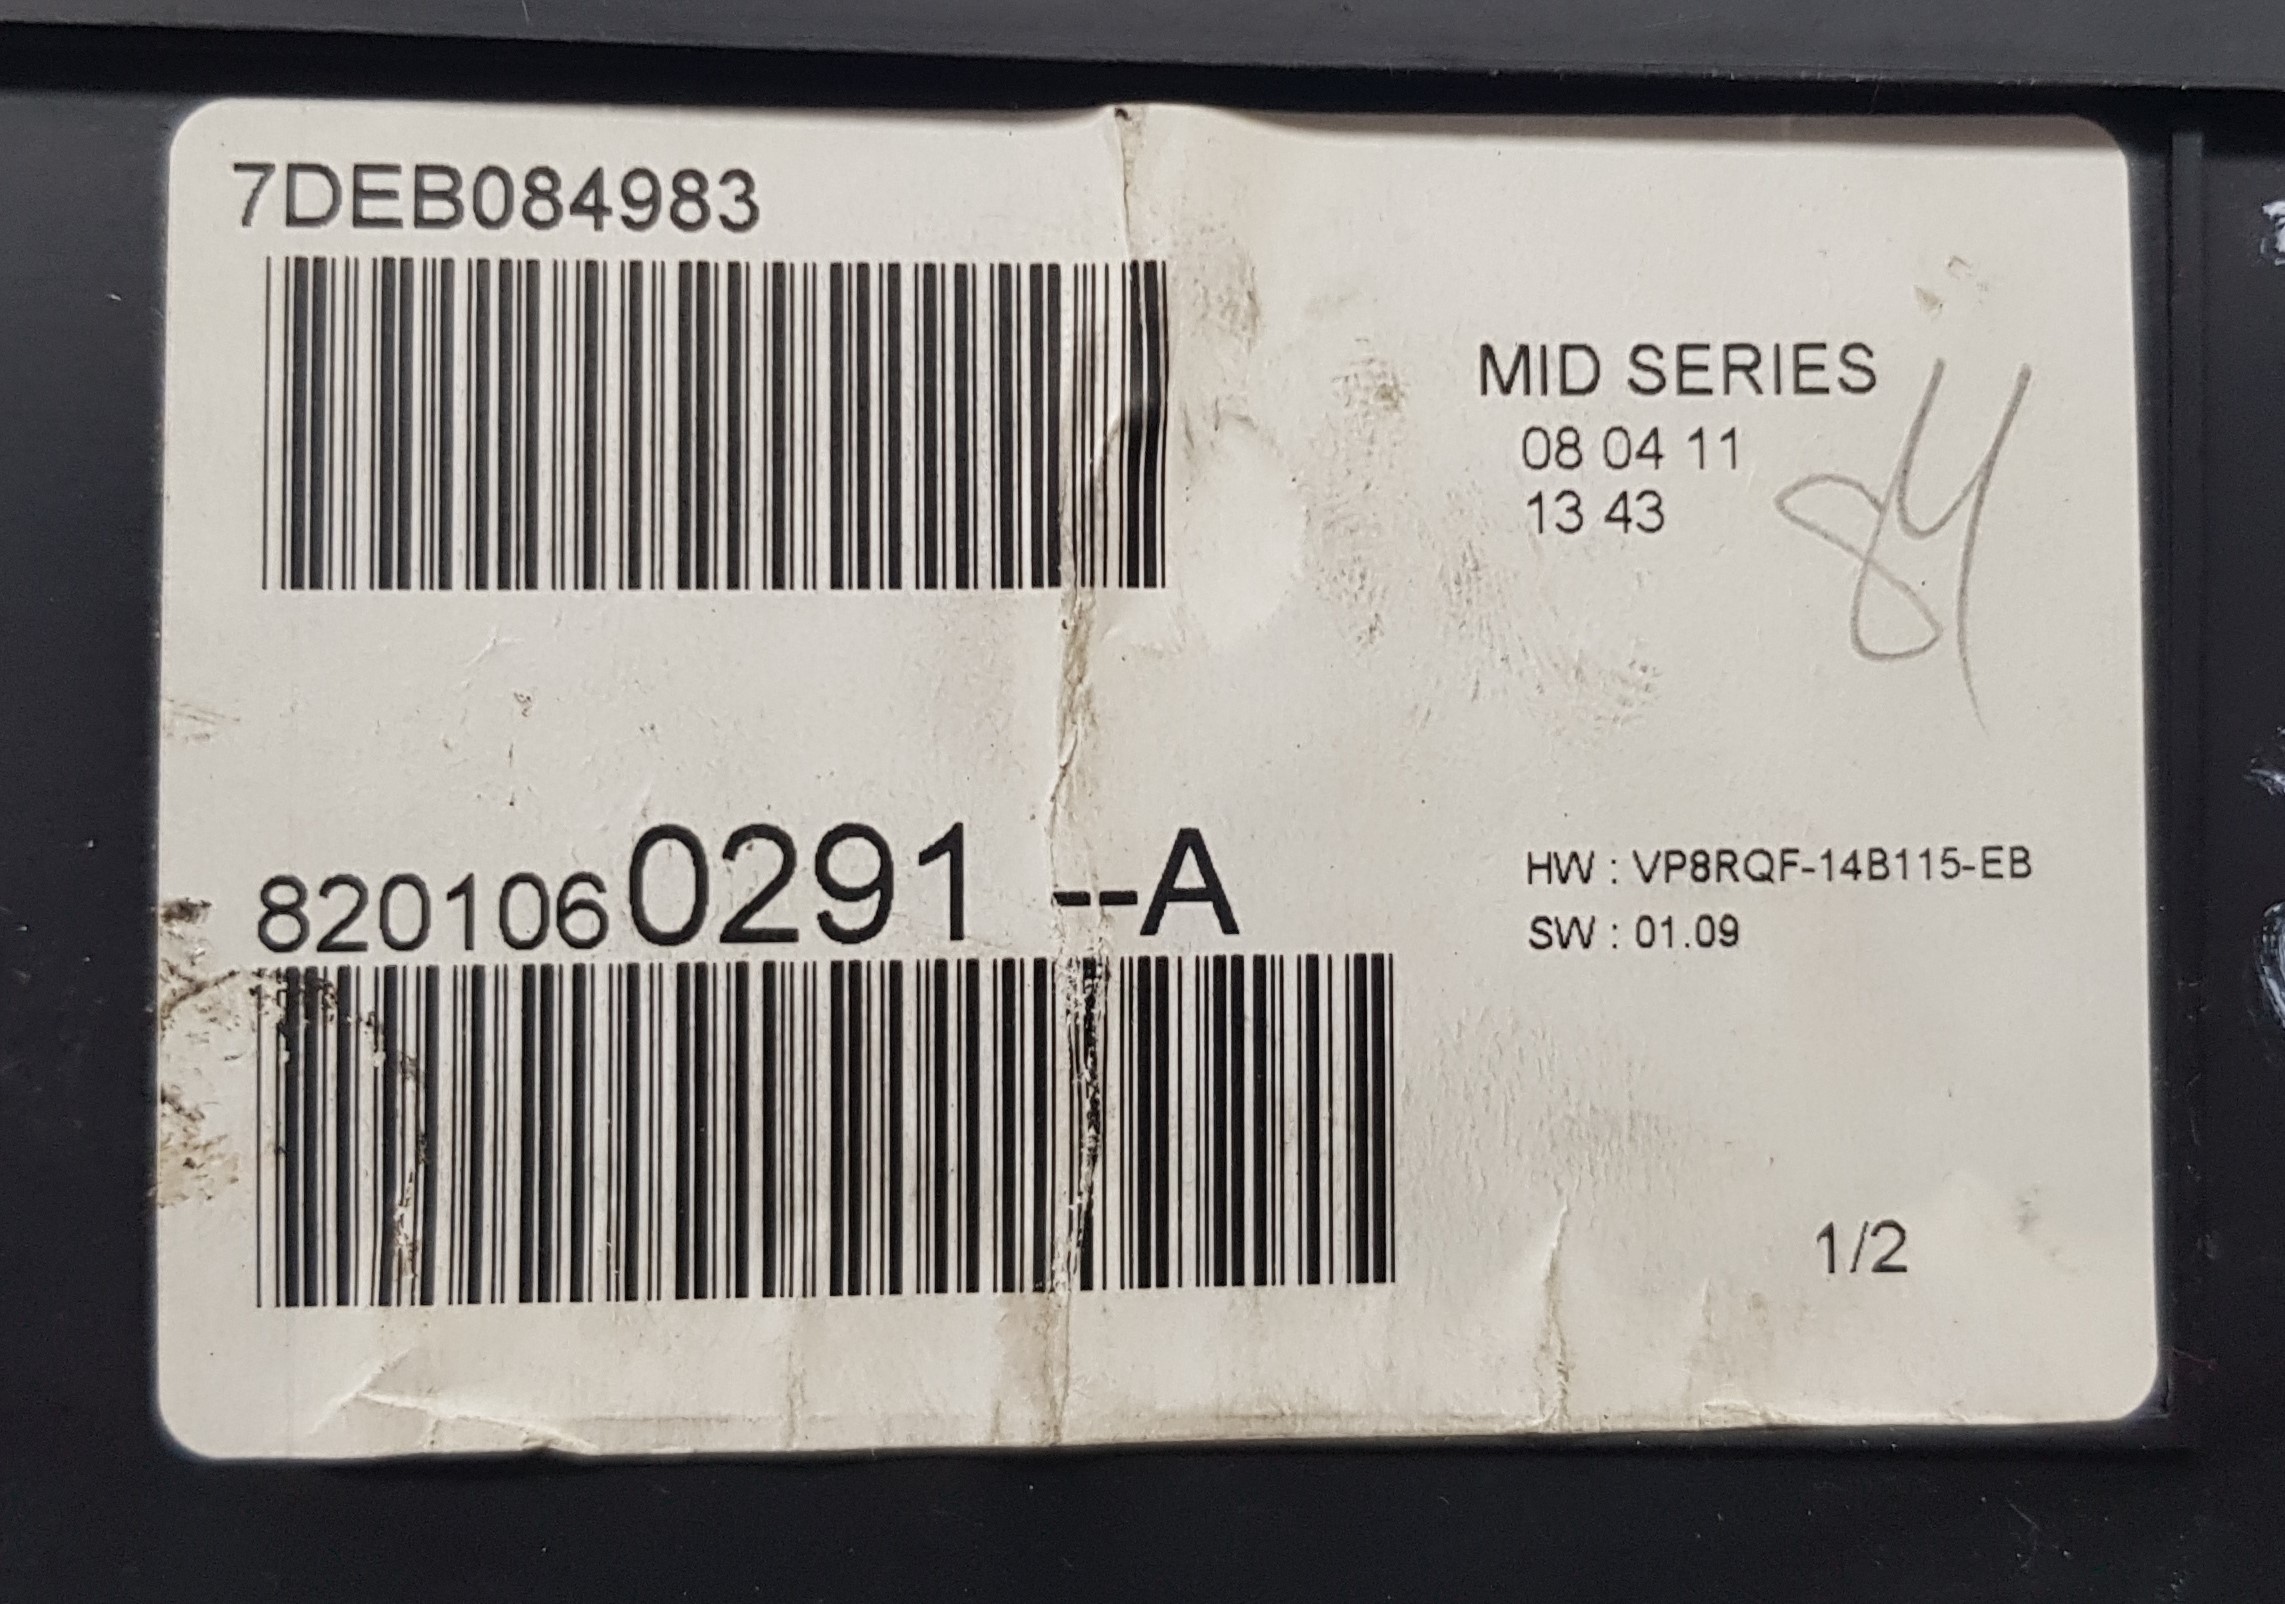 7DEB084983
MID SERIES
08 04 11
13 43
8201060291 --A
HW : VP8RQF-14B115-EB
SW : 01.09
1/2